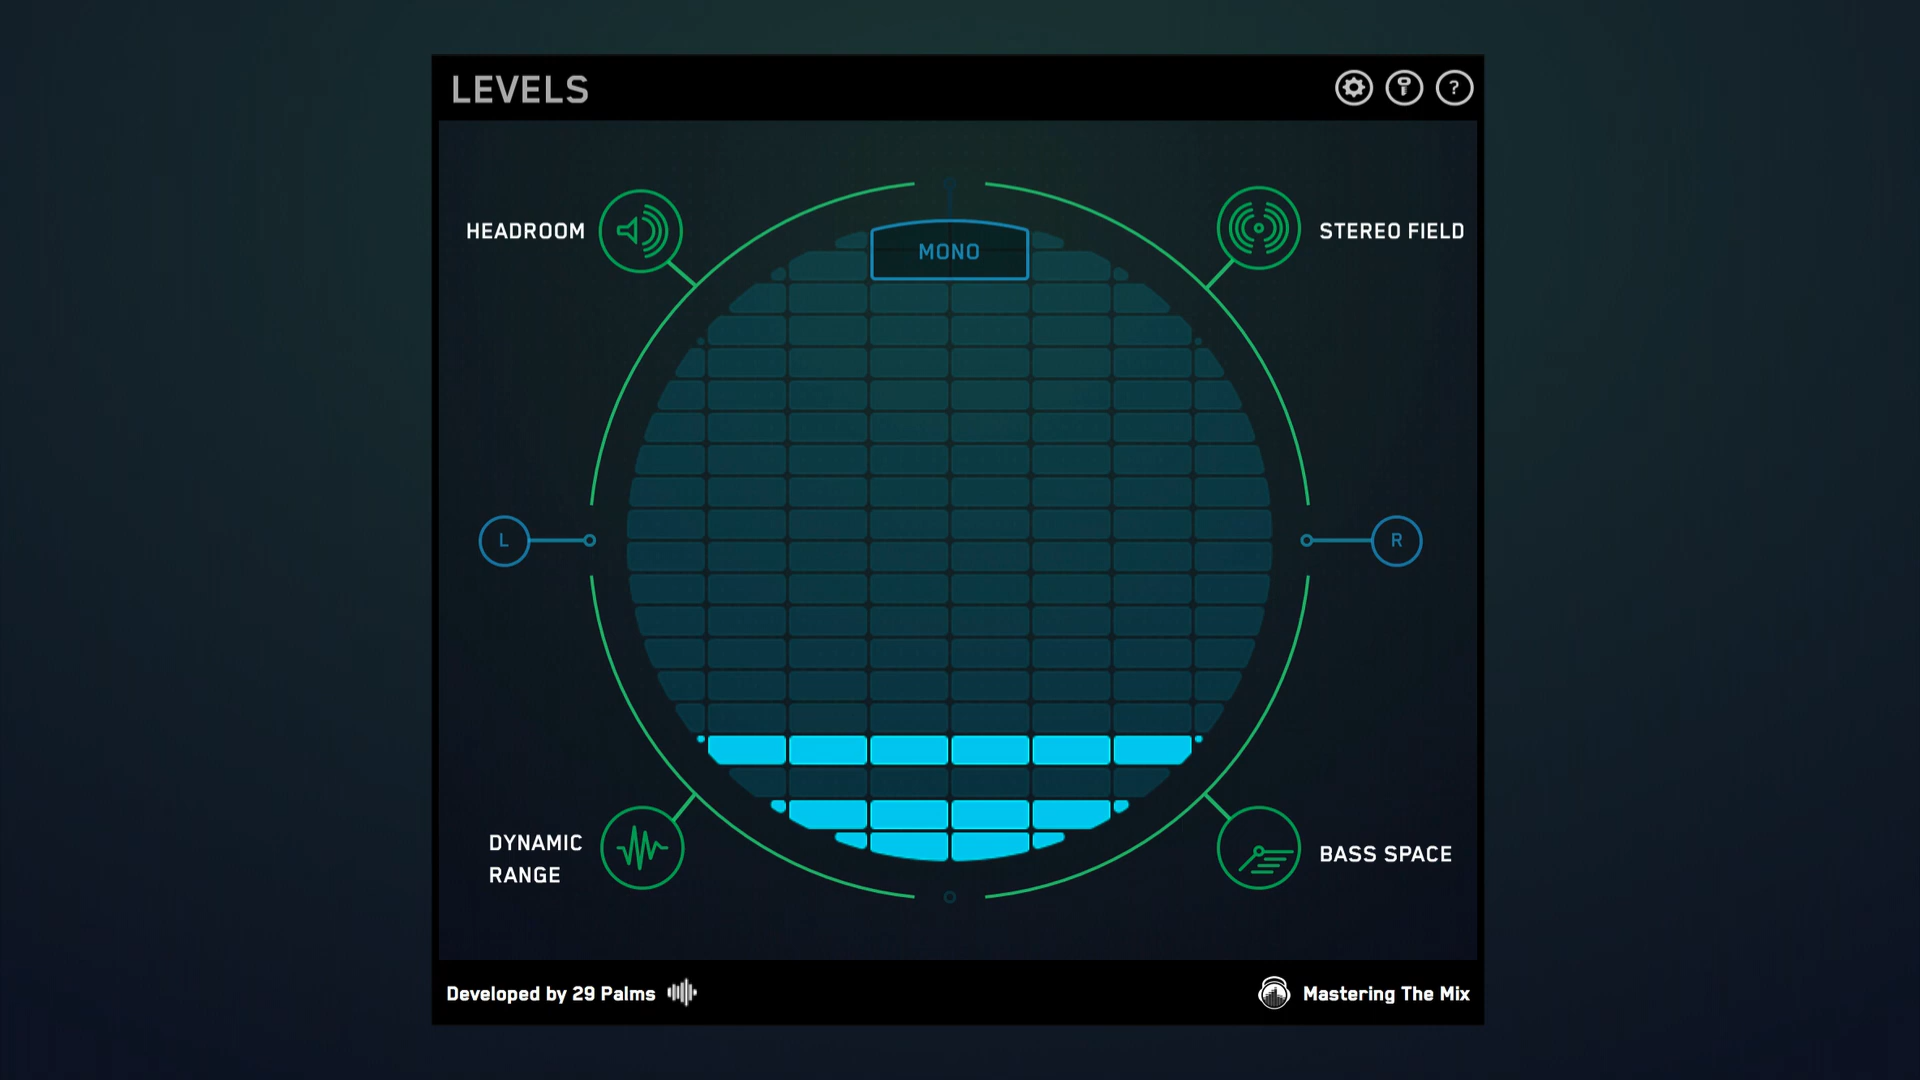 LEVELS
?
HEADROOM
STEREO FIELD
MONO
L
R
DYNAMIC
RANGE
BASS SPACE
Developed by 29 Palms
Mastering The Mix